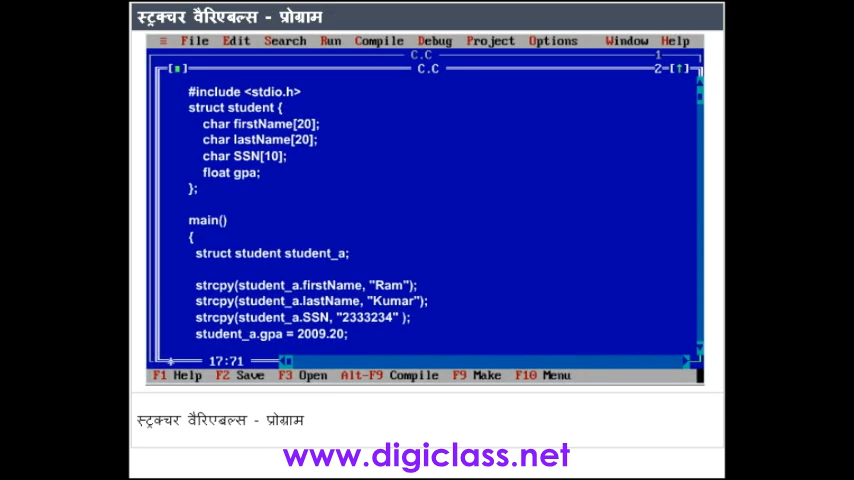 स्ट्रक्चर वैरिएबल्स - प्रोग्राम
≡ File Edit Search Run Compile Debug Project Options Window Help
C.C 1
[■] C.C 2=[↑]
#include <stdio.h>
struct student {
char firstName[20];
char lastName[20];
char SSN[10];
float gpa;
};
main()
{
struct student student_a;
strcpy(student_a.firstName, "Ram");
strcpy(student_a.lastName, "Kumar");
strcpy(student_a.SSN, "2333234" );
student_a.gpa = 2009.20;
17:71
F1 Help F2 Save F3 Open Alt-F9 Compile F9 Make F10 Menu
स्ट्रक्चर वैरिएबल्स - प्रोग्राम
www.digiclass.net